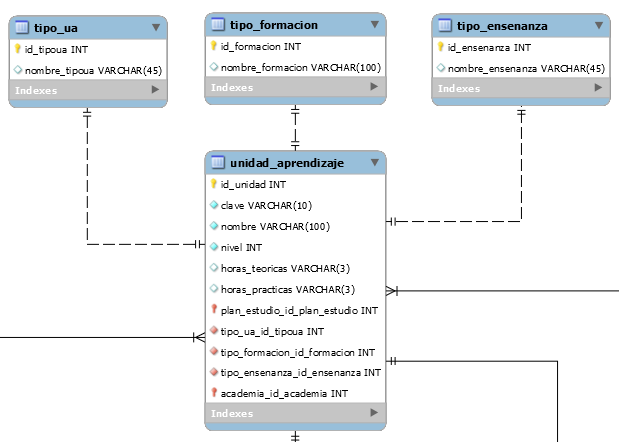 tipo_ua
id_tipoua INT
nombre_tipoua VARCHAR(45)
Indexes
tipo_formacion
id_formacion INT
nombre_formacion VARCHAR(100)
Indexes
tipo_ensenanza
id_ensenanza INT
nombre_ensenanza VARCHAR(45)
Indexes
unidad_aprendizaje
id_unidad INT
clave VARCHAR(10)
nombre VARCHAR(100)
nivel INT
horas_teoricas VARCHAR(3)
horas_practicas VARCHAR(3)
plan_estudio_id_plan_estudio INT
tipo_ua_id_tipoua INT
tipo_formacion_id_formacion INT
tipo_ensenanza_id_ensenanza INT
academia_id_academia INT
Indexes